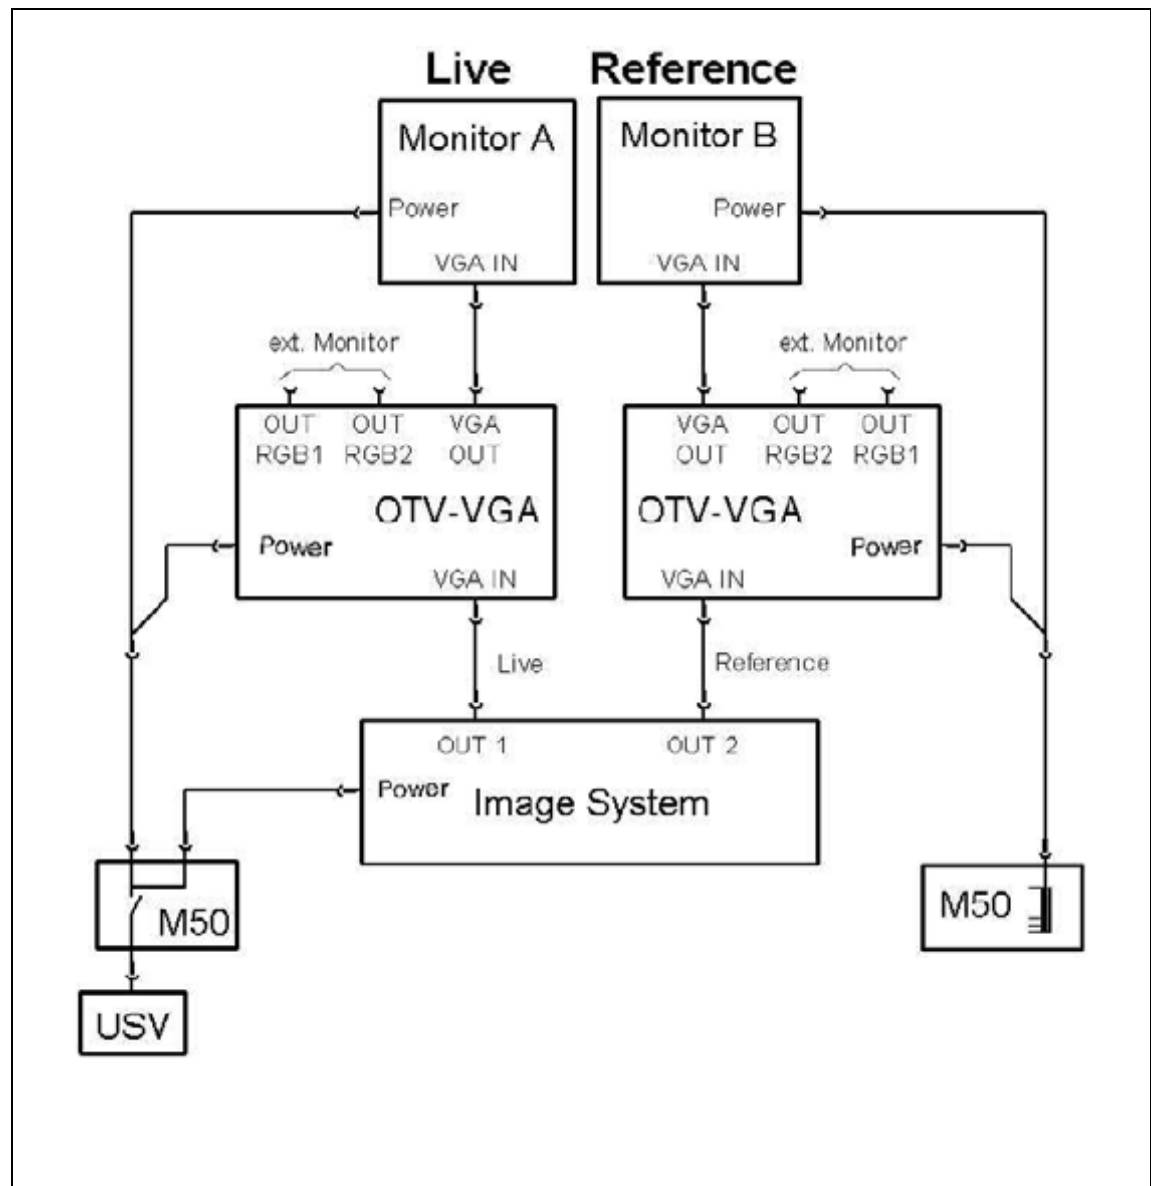 Live Reference
Monitor A
Monitor B
Power
Power
VGA IN
VGA IN
ext. Monitor
ext. Monitor
OUT OUT VGA
RGB1 RGB2 OUT
VGA OUT OUT
OUT RGB2 RGB1
OTV-VGA
OTV-VGA
Power
Power
VGA IN
VGA IN
Live
Reference
OUT 1
OUT 2
Power
Image System
M50
M50
USV